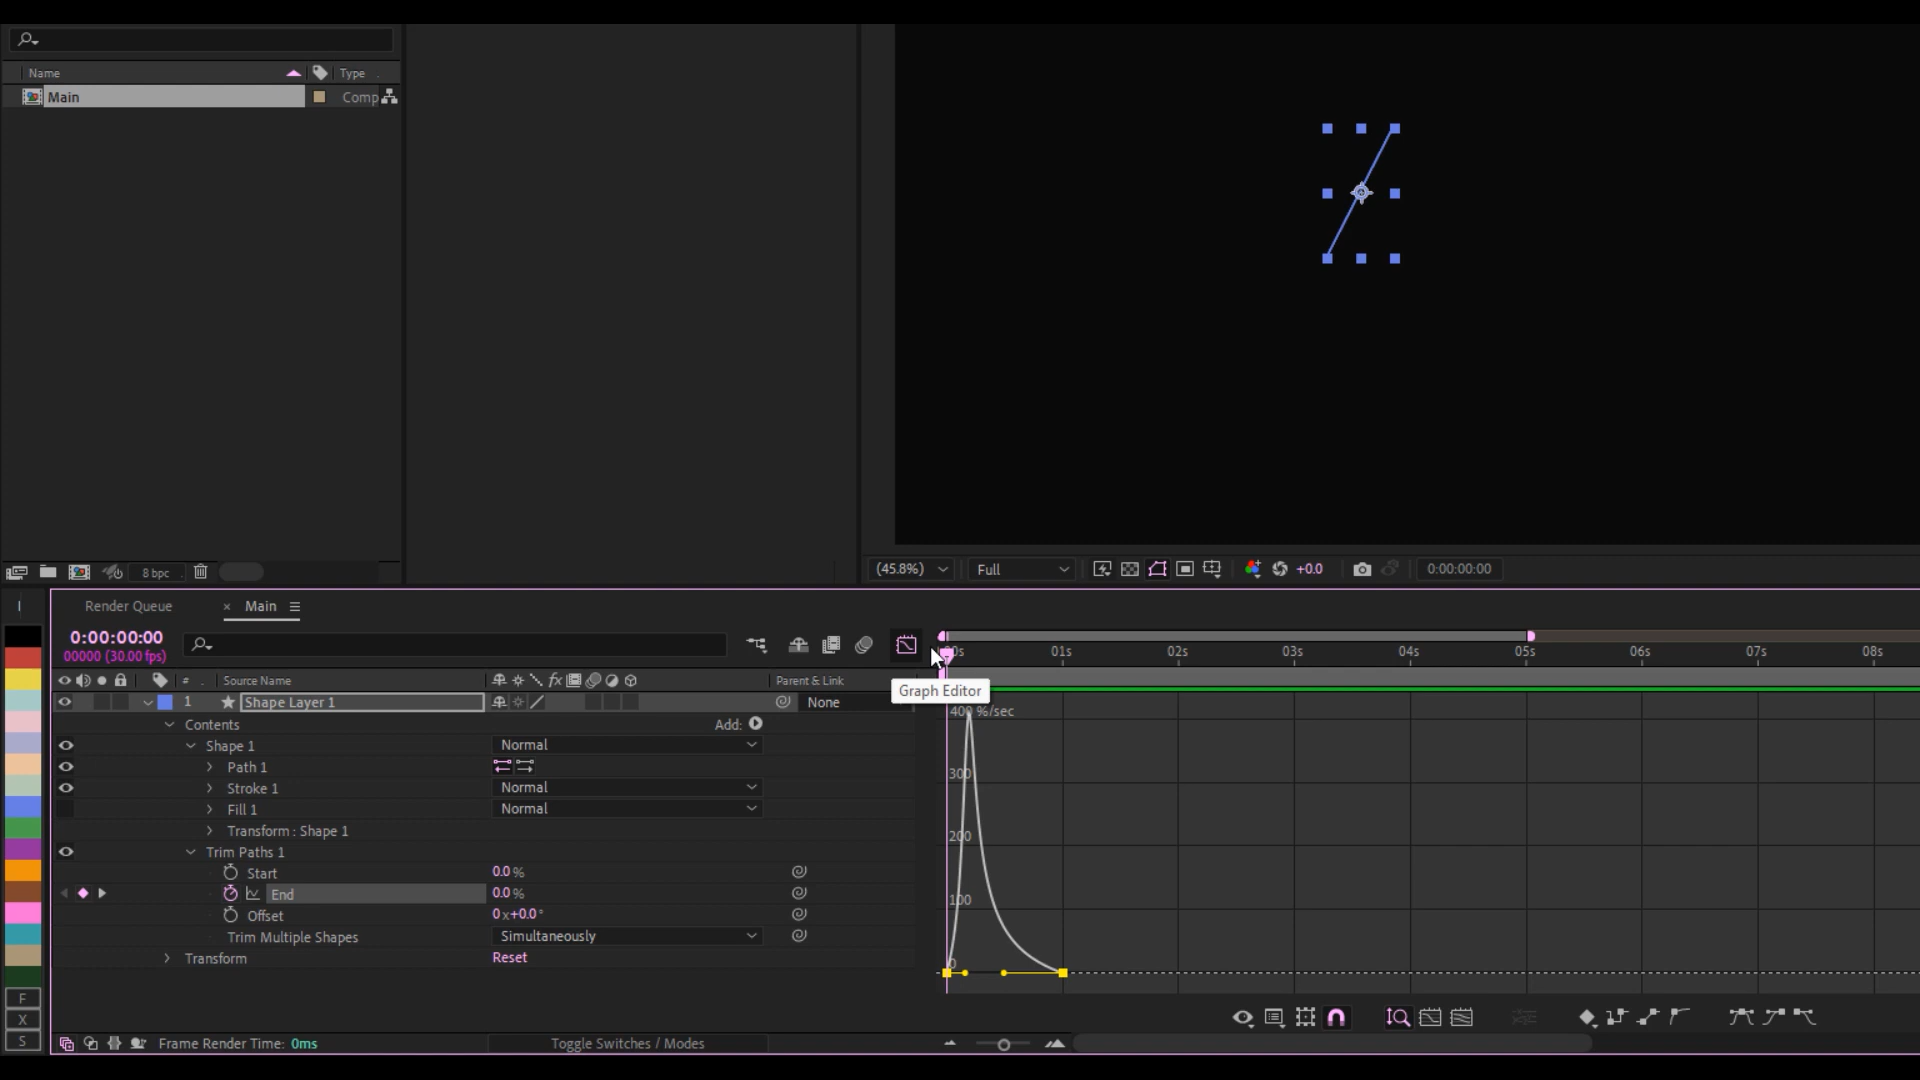 Name
Type
Main
Comp
8 bpc
(45.8%)
Full
+0.0
0:00:00:00
Render Queue
× Main
0:00:00:00
00000 (30.00 fps)
:00s 01s 02s 03s 04s 05s 06s 07s 08s
# Source Name
fx
Parent & Link
Graph Editor
1 Shape Layer 1
None
Contents
Add:
Shape 1
Normal
Path 1
Stroke 1
Normal
Fill 1
Normal
Transform : Shape 1
Trim Paths 1
Start
0.0 %
End
0.0 %
Offset
0 x +0.0 °
Trim Multiple Shapes
Simultaneously
Transform
Reset
400 %/sec
300
200
100
0
F
X
S
Frame Render Time: 0ms
Toggle Switches / Modes